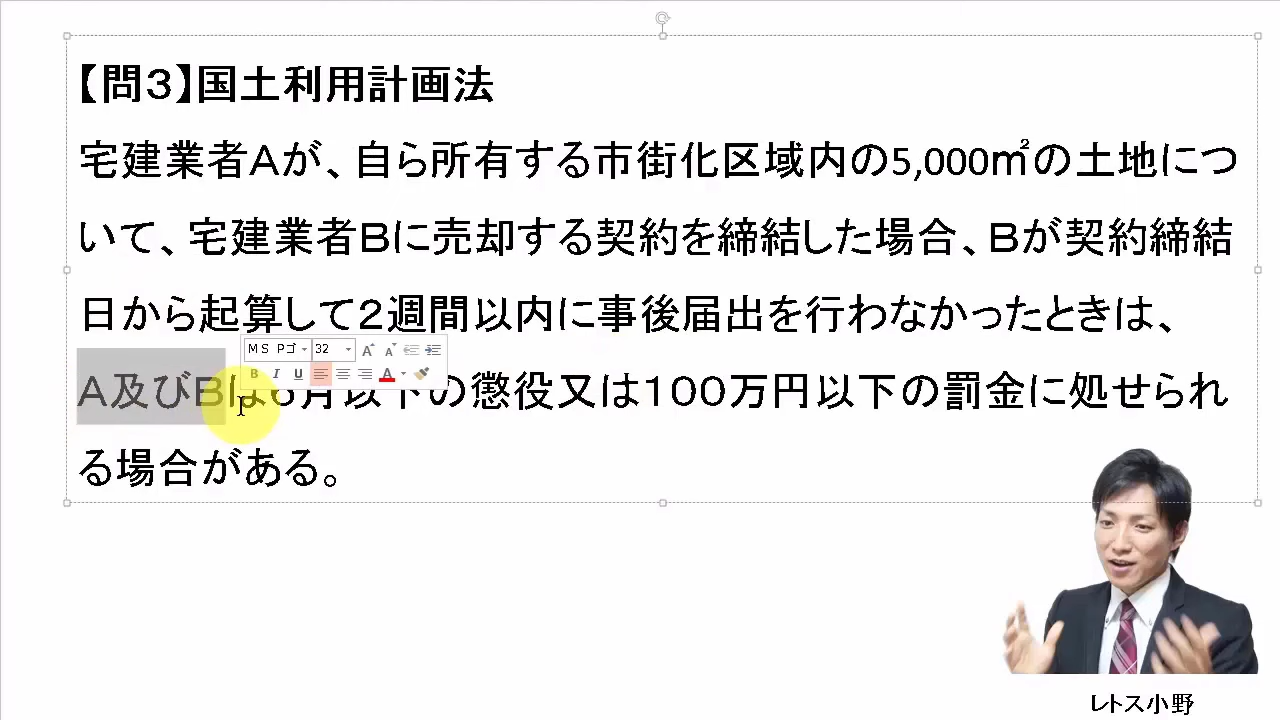 【問３】国土利用計画法
宅建業者Ａが、自ら所有する市街化区域内の5,000㎡の土地につ
いて、宅建業者Ｂに売却する契約を締結した場合、Ｂが契約締結
日から起算して２週間以内に事後届出を行わなかったときは、
ＭＳ Ｐゴ 32 A A
B I U A
Ａ及びＢは６月以下の懲役又は１００万円以下の罰金に処せられ
る場合がある。
レトス小野